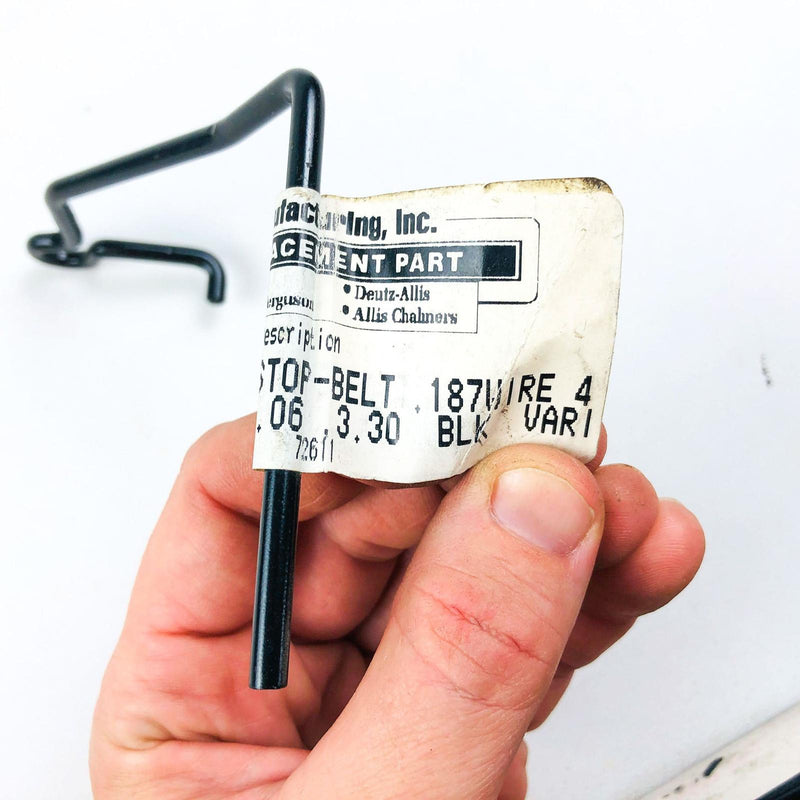 ufacturing, Inc.
ACEMENT PART
• Deutz-Allis
erguson
• Allis Chalmers
escription
STOP-BELT .187WIRE 4
.06 .3.30 BLK VARI
72611